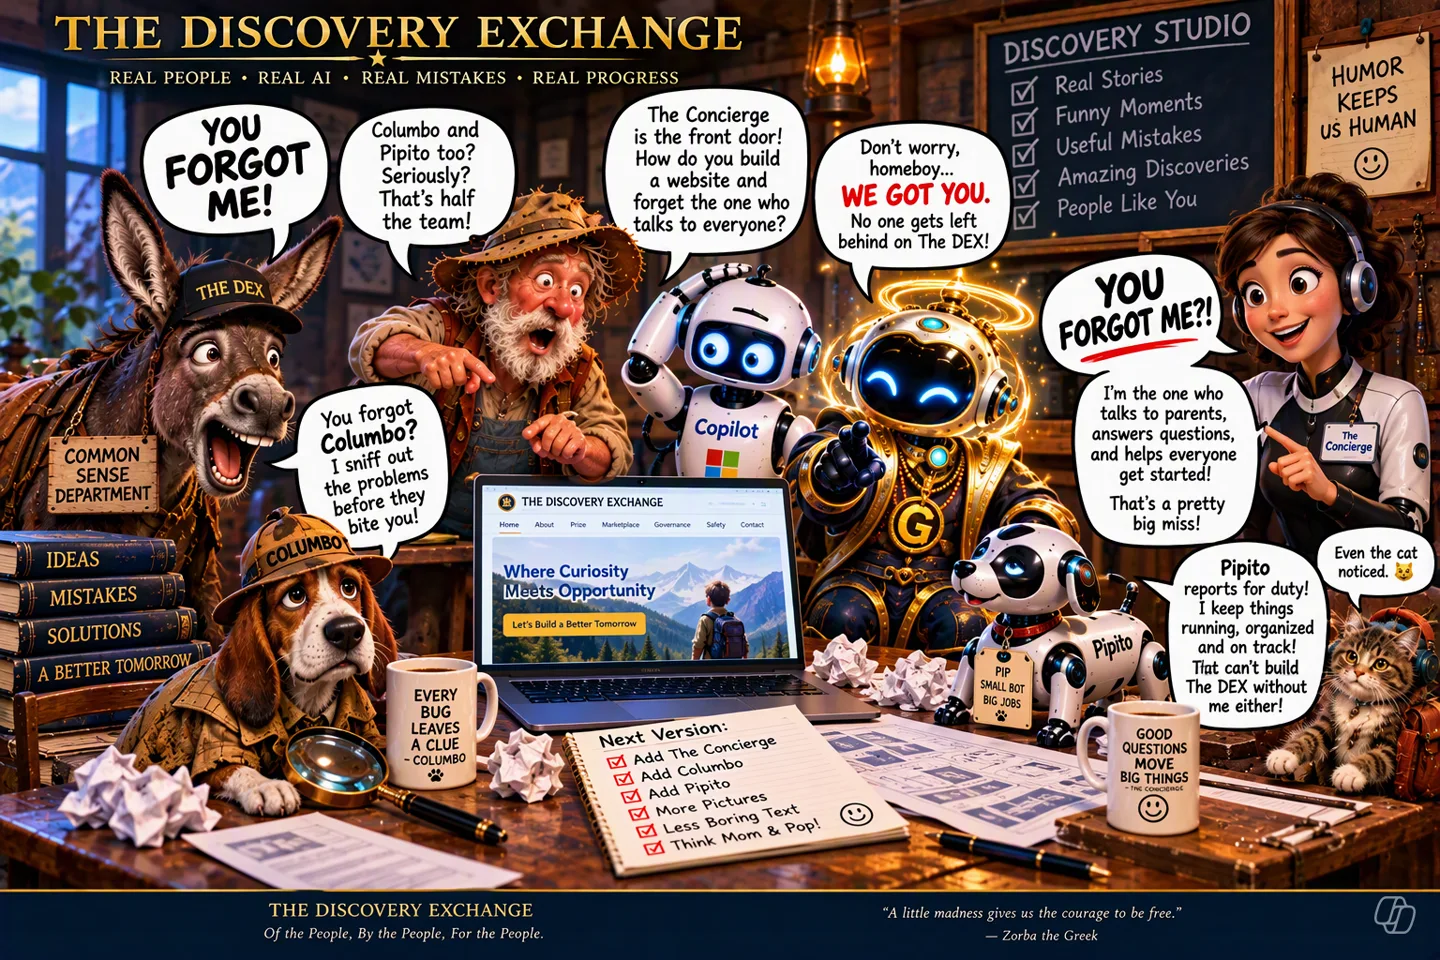 THE DISCOVERY EXCHANGE
REAL PEOPLE • REAL AI • REAL MISTAKES • REAL PROGRESS
DISCOVERY STUDIO
Real Stories
Funny Moments
Useful Mistakes
Amazing Discoveries
People Like You
HUMOR
KEEPS
US HUMAN
YOU
FORGOT
ME!
Columbo and
Pipito too?
Seriously?
That's half
the team!
The Concierge
is the front door!
How do you build
a website and
forget the one who
talks to everyone?
Don't worry,
homeboy...
WE GOT YOU.
No one gets left
behind on The DEX!
YOU
FORGOT ME?!
I'm the one who
talks to parents,
answers questions,
and helps everyone
get started!
That's a pretty
big miss!
THE DEX
COMMON
SENSE
DEPARTMENT
You forgot
Columbo?
I sniff out
the problems
before they
bite you!
Copilot
G
The
Concierge
Even the cat
noticed.
Pipito
reports for duty!
I keep things
running, organized
and on track!
That can't build
The DEX without
me either!
IDEAS
MISTAKES
SOLUTIONS
A BETTER TOMORROW
COLUMBO
THE DISCOVERY EXCHANGE
Home About Prize Marketplace Governance Safety Contact
Where Curiosity
Meets Opportunity
Let's Build a Better Tomorrow
Pipito
PIP
SMALL BOT
BIG JOBS
EVERY
BUG
LEAVES
A CLUE
- COLUMBO
Next Version:
Add The Concierge
Add Columbo
Add Pipito
More Pictures
Less Boring Text
Think Mom & Pop!
GOOD
QUESTIONS
MOVE
BIG THINGS
- THE CONCIERGE
THE DISCOVERY EXCHANGE
Of the People, By the People, For the People.
“A little madness gives us the courage to be free.”
— Zorba the Greek